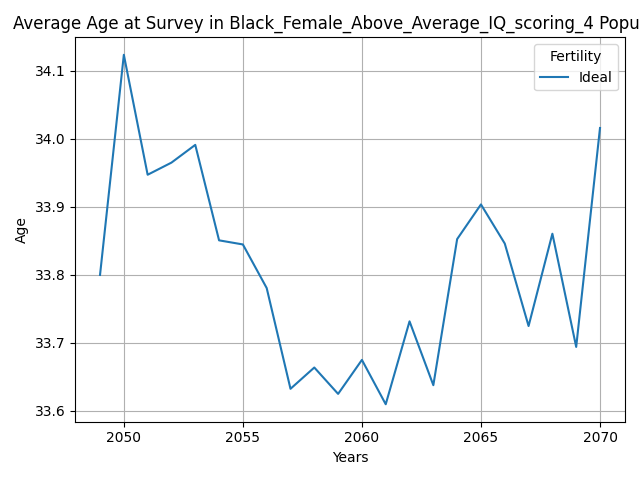 Average Age at Survey in Black_Female_Above_Average_IQ_scoring_4 Popu
Fertility
Ideal
34.1
34.0
33.9
33.8
33.7
33.6
Age
2050 2055 2060 2065 2070
Years